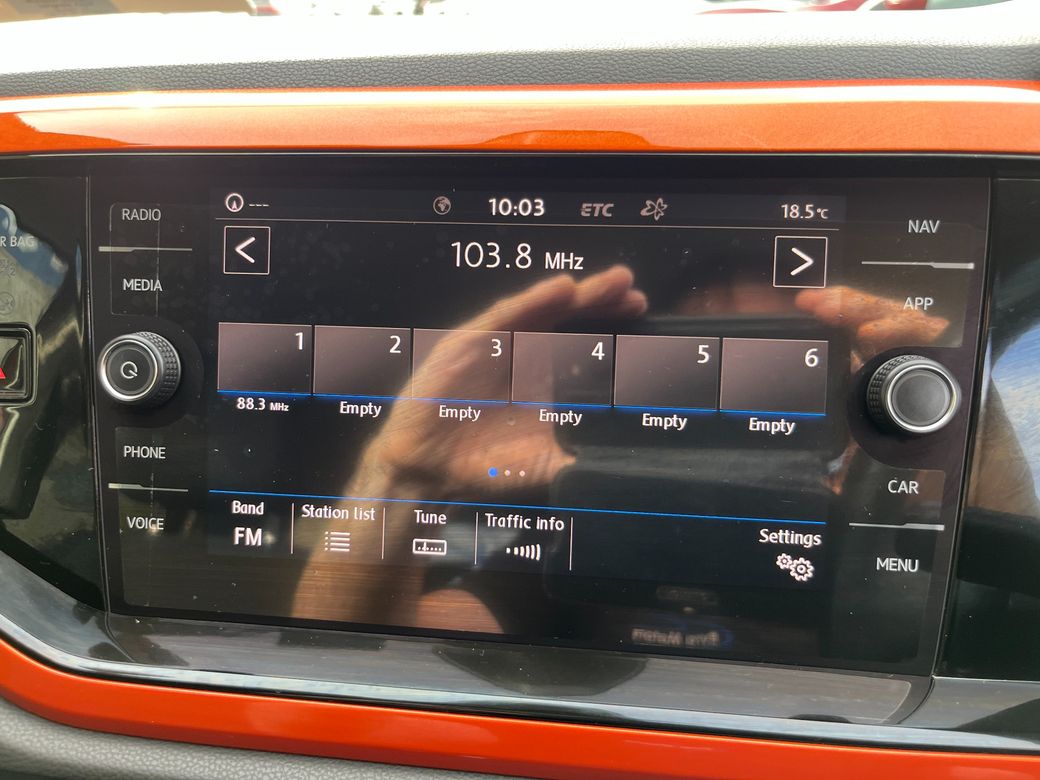 RADIO
MEDIA
PHONE
VOICE
R BAG
---
10:03
ETC
18.5°C
<
103.8 MHz
>
1
2
3
4
5
6
88.3 MHz
Empty
Empty
Empty
Empty
Empty
Band
FM
Station list
Tune
Traffic info
Settings
NAV
APP
CAR
MENU